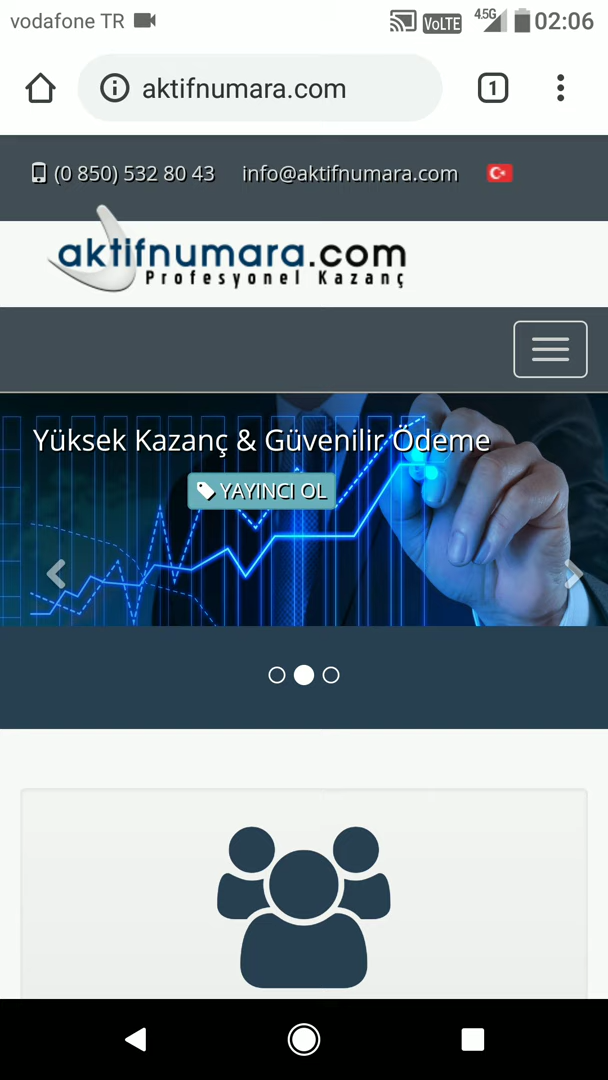 vodafone TR VoLTE 4.5G 02:06
aktifnumara.com 1
(0 850) 532 80 43 info@aktifnumara.com
aktifnumara.com
Profesyonel Kazanç
Yüksek Kazanç & Güvenilir Ödeme
YAYINCI OL